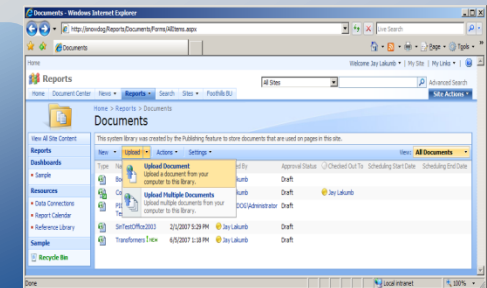 Documents - Windows Internet Explorer
http://snowdog/Reports/Documents/Forms/AllItems.aspx
Live Search
Documents
Page Tools
Home
Welcome Jay Lakumb | My Site | My Links |
Reports
All Sites
Advanced Search
Home Document Center News Reports Search Sites Foothills BU
Site Actions
Home > Reports > Documents
Documents
View All Site Content
This system library was created by the Publishing feature to store documents that are used on pages in this site.
Reports
New Upload Actions Settings
View: All Documents
Dashboards
Sample
Resources
Data Connections
Report Calendar
Reference Library
Sample
Recycle Bin
Type
Approval Status Checked Out To Scheduling Start Date Scheduling End Date
Upload Document
Upload a document from your
computer to this library.
Upload Multiple Documents
Upload multiple documents from your
computer to this library.
Draft
Draft Jay Lakumb
Draft
SinTestOffice2003 2/1/2007 5:29 PM Jay Lakumb Draft
Transformers 1 NEW 6/5/2007 1:18 PM Jay Lakumb Draft
Done
Local intranet
100%